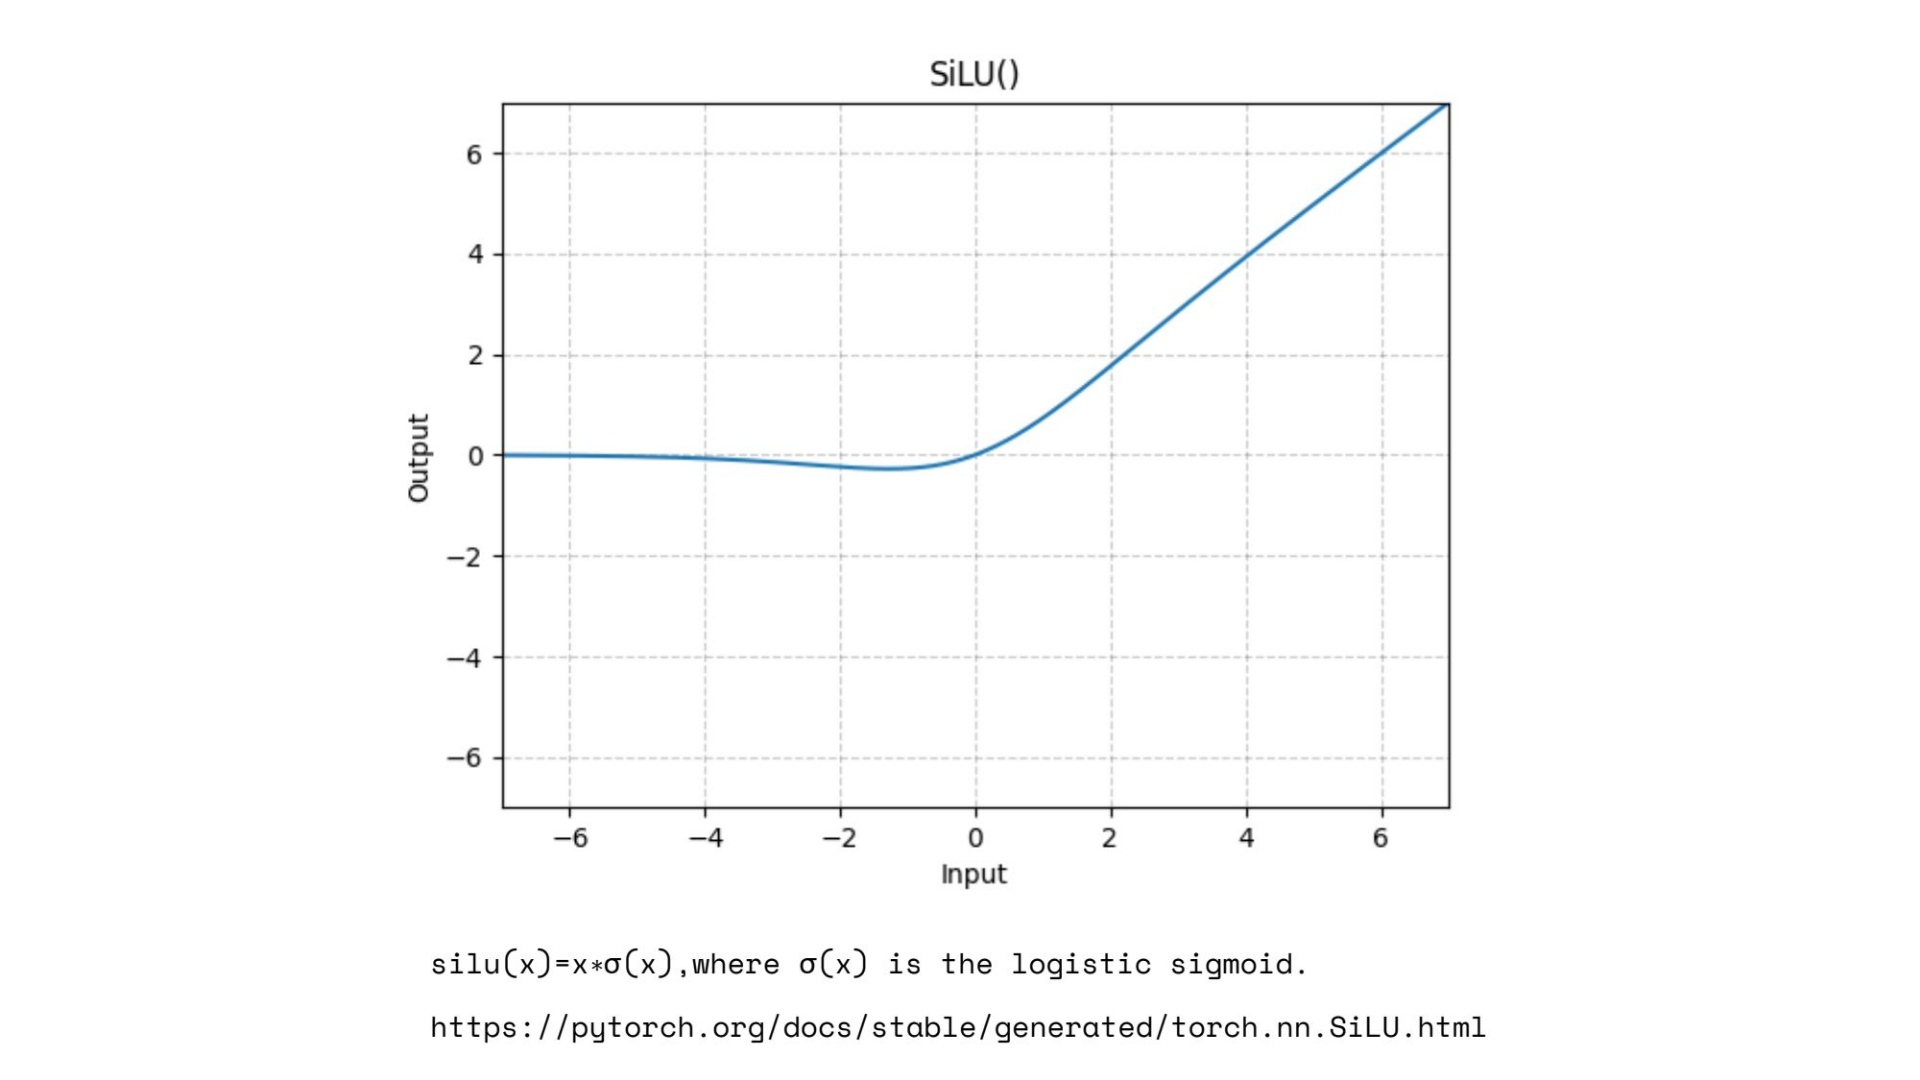 SiLU()
6
4
2
0
−2
−4
−6
Output
−6 −4 −2 0 2 4 6
Input
silu(x)=x*σ(x),where σ(x) is the logistic sigmoid.
https://pytorch.org/docs/stable/generated/torch.nn.SiLU.html